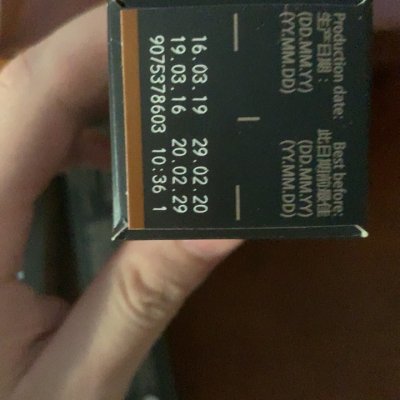 Production date: Best before:
生产日期: 此日期前最佳
(DD.MM.YY) (DD.MM.YY)
(YY.MM.DD) (YY.MM.DD)
16.03.19 29.02.20
19.03.16 20.02.29
9075378603 10:36 1